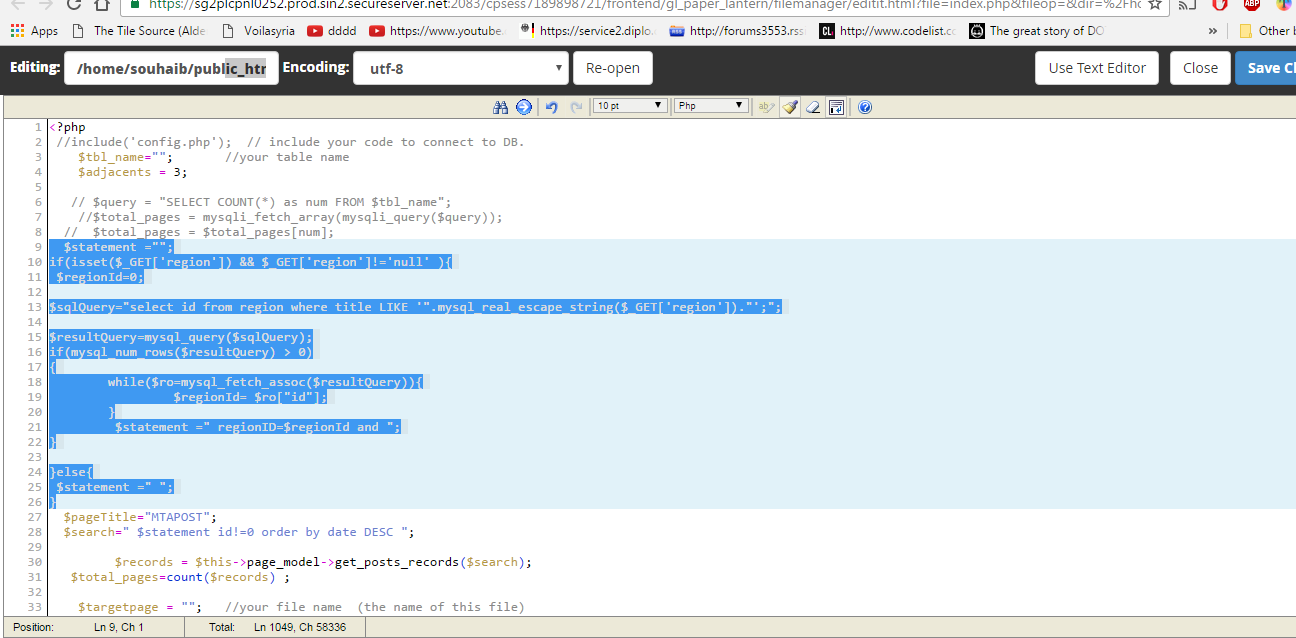 https://sg2plcpnl0252.prod.sin2.secureserver.net:2083/cpsess7189898721/frontend/gl_paper_lantern/filemanager/editit.html?file=index.php&fileop=&dir=%2Fho
Apps The Tile Source (Alde Voilasyria dddd https://www.youtube. https://service2.diplo. http://forums3553.rss http://www.codelist.co The great story of DO » Other b
Editing: /home/souhaib/public_htr Encoding: utf-8 Re-open Use Text Editor Close Save Cl
10 pt Php
1 <?php
2 //include('config.php'); // include your code to connect to DB.
3 $tbl_name=""; //your table name
4 $adjacents = 3;
5
6 // $query = "SELECT COUNT(*) as num FROM $tbl_name";
7 //$total_pages = mysqli_fetch_array(mysqli_query($query));
8 // $total_pages = $total_pages[num];
9 $statement ="";
10 if(isset($_GET['region']) && $_GET['region']!='null' ){
11 $regionId=0;
12
13 $sqlQuery="select id from region where title LIKE '".mysql_real_escape_string($_GET['region'])."';";
14
15 $resultQuery=mysql_query($sqlQuery);
16 if(mysql_num_rows($resultQuery) > 0)
17 {
18 while($ro=mysql_fetch_assoc($resultQuery)){
19 $regionId= $ro["id"];
20 }
21 $statement =" regionID=$regionId and ";
22 }
23
24 }else{
25 $statement =" ";
26 }
27 $pageTitle="MTAPOST";
28 $search=" $statement id!=0 order by date DESC ";
29
30 $records = $this->page_model->get_posts_records($search);
31 $total_pages=count($records) ;
32
33 $targetpage = ""; //your file name (the name of this file)
Position: Ln 9, Ch 1 Total: Ln 1049, Ch 58336